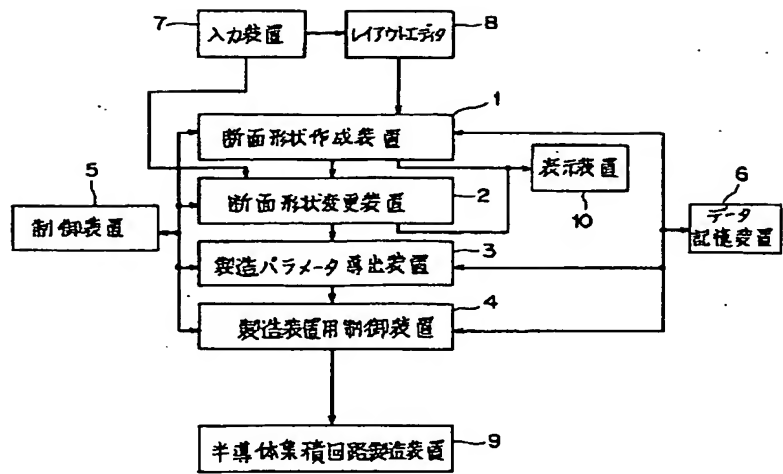 7
入力装置
レイアウトエディタ
8
1
断面形状作成装置
5
制御装置
断面形状変更装置
2
表示装置
10
6
データ
記憶装置
製造パラメータ導出装置
3
製造装置用制御装置
4
半導体集積回路製造装置
9